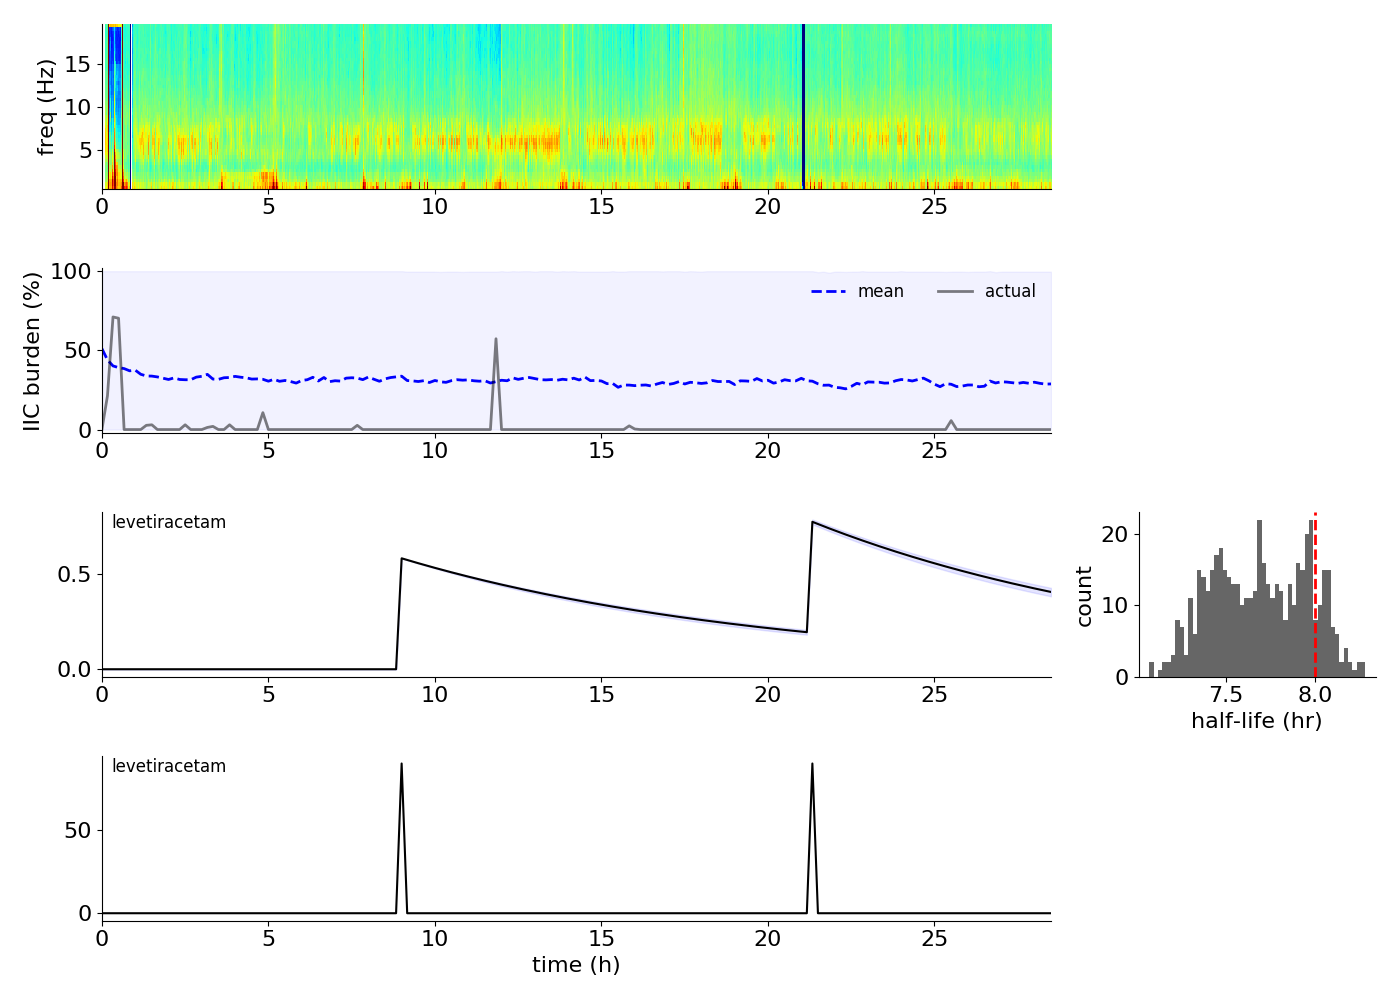 freq (Hz)
15
10
5
0 5 10 15 20 25
IIC burden (%)
100
50
0
mean actual
0 5 10 15 20 25
levetiracetam
0.5
0.0
0 5 10 15 20 25
count
20
10
0
7.5 8.0
half-life (hr)
levetiracetam
50
0
0 5 10 15 20 25
time (h)